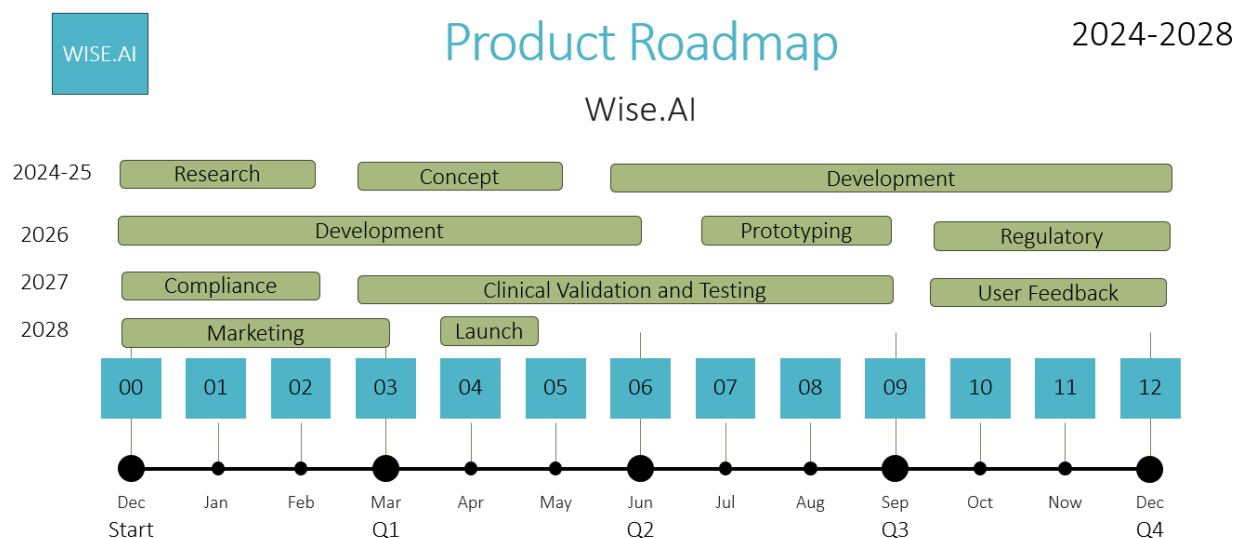 WISE.AI
Product Roadmap
2024-2028
Wise.AI
2024-25 Research Concept Development
2026 Development Prototyping Regulatory
2027 Compliance Clinical Validation and Testing User Feedback
2028 Marketing Launch
00 01 02 03 04 05 06 07 08 09 10 11 12
Dec Jan Feb Mar Apr May Jun Jul Aug Sep Oct Now Dec
Start Q1 Q2 Q3 Q4